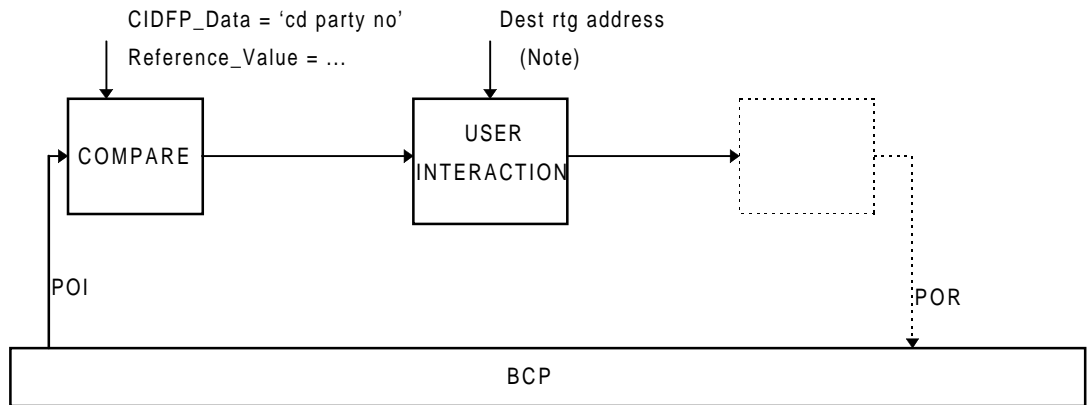 CIDFP_Data = ‘cd party no’
Reference_Value = ...
Dest rtg address
(Note)
COMPARE
USER
INTERACTION
POI
POR
BCP